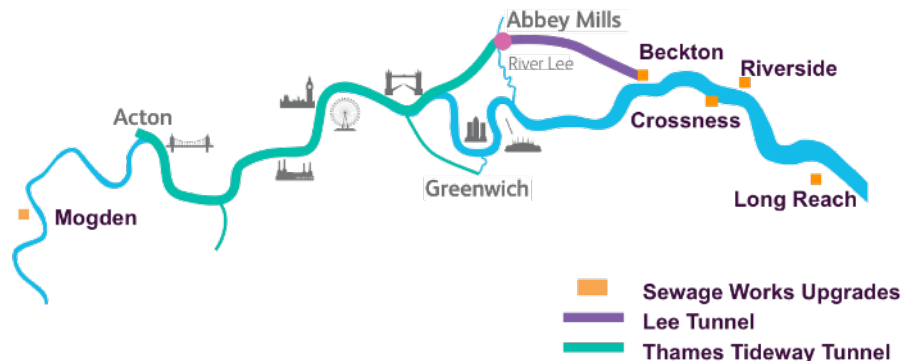 Abbey Mills
River Lee
Beckton
Riverside
Acton
Crossness
Greenwich
Long Reach
Mogden
Sewage Works Upgrades
Lee Tunnel
Thames Tideway Tunnel